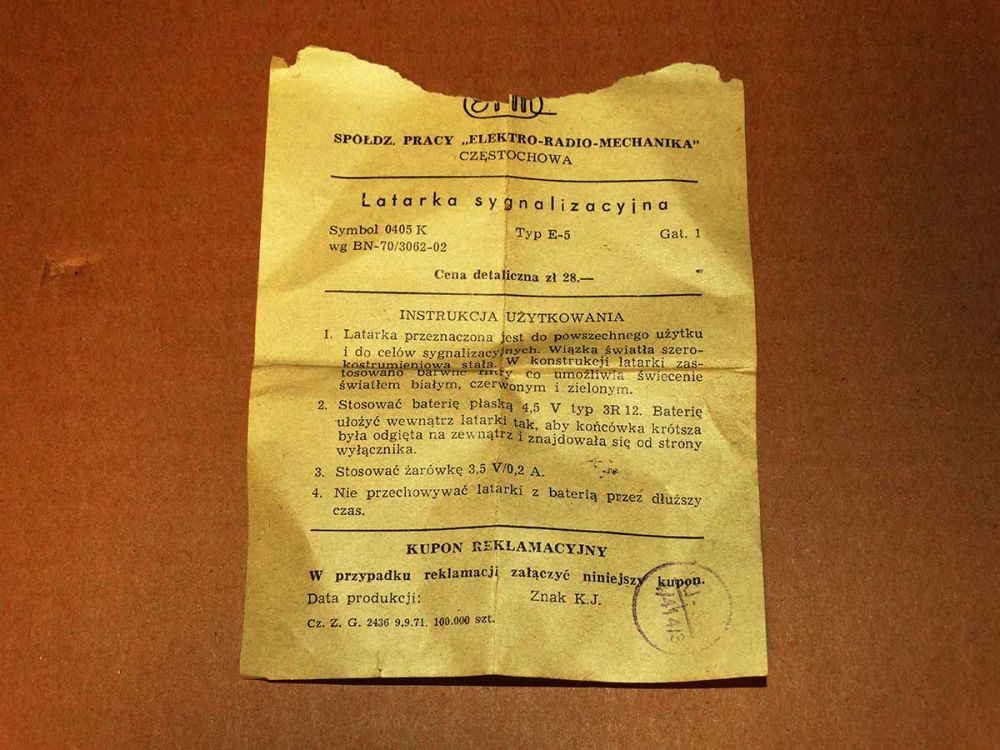 SPÓŁDZ. PRACY „ELEKTRO-RADIO-MECHANIKA”
CZĘSTOCHOWA
Latarka sygnalizacyjna
Symbol 0405 K Typ E-5 Gat. 1
wg BN-70/3062-02
Cena detaliczna zł 28.—
INSTRUKCJA UŻYTKOWANIA
1. Latarka przeznaczona jest do powszechnego użytku
i do celów sygnalizacyjnych. Wiązka światła szero-
kostrumieniowa stała. W konstrukcji latarki zas-
tosowano barwne filtry co umożliwia świecenie
światłem białym, czerwonym i zielonym.
2. Stosować baterię płaską 4,5 V typ 3R 12. Baterię
ułożyć wewnątrz latarki tak, aby końcówka krótsza
była odgięta na zewnątrz i znajdowała się od strony
wyłącznika.
3. Stosować żarówkę 3,5 V/0,2 A.
4. Nie przechowywać latarki z baterią przez dłuższy
czas.
KUPON REKLAMACYJNY
W przypadku reklamacji załączyć niniejszy kupon.
Data produkcji: Znak K.J.
Cz. Z. G. 2436 9.9.71. 100.000 szt.